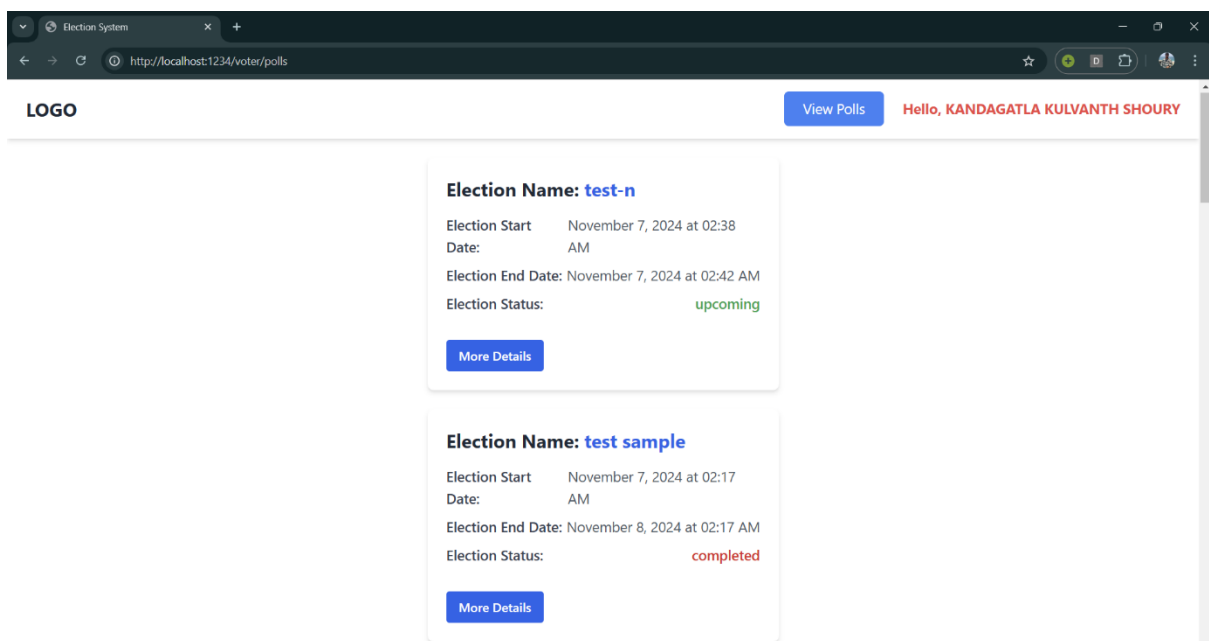 Election System
http://localhost:1234/voter/polls
D
LOGO
View Polls
Hello, KANDAGATLA KULVANTH SHOURY
Election Name: test-n
Election Start Date:
November 7, 2024 at 02:38 AM
Election End Date: November 7, 2024 at 02:42 AM
Election Status: upcoming
More Details
Election Name: test sample
Election Start Date:
November 7, 2024 at 02:17 AM
Election End Date: November 8, 2024 at 02:17 AM
Election Status: completed
More Details